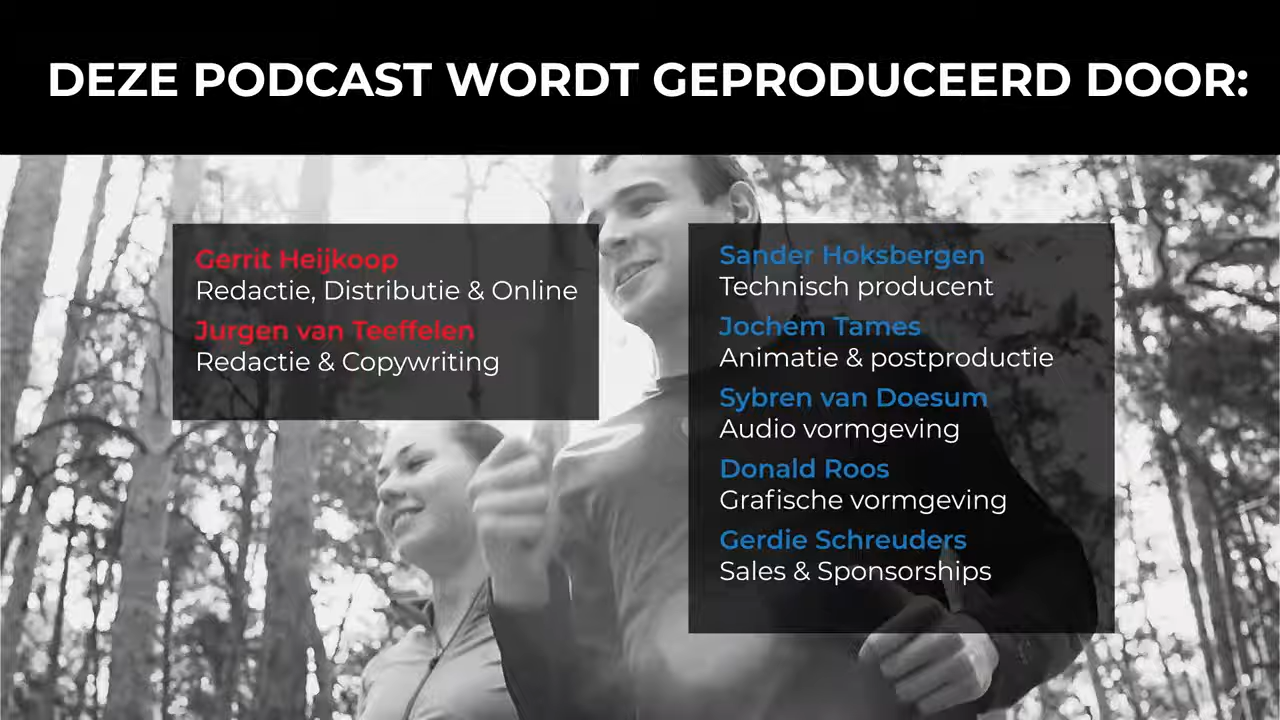 DEZE PODCAST WORDT GEPRODUCEERD DOOR:
Gerrit Heijkoop
Redactie, Distributie & Online
Jurgen van Teeffelen
Redactie & Copywriting
Sander Hoksbergen
Technisch producent
Jochem Tames
Animatie & postproductie
Sybren van Doesum
Audio vormgeving
Donald Roos
Grafische vormgeving
Gerdie Schreuders
Sales & Sponsorships